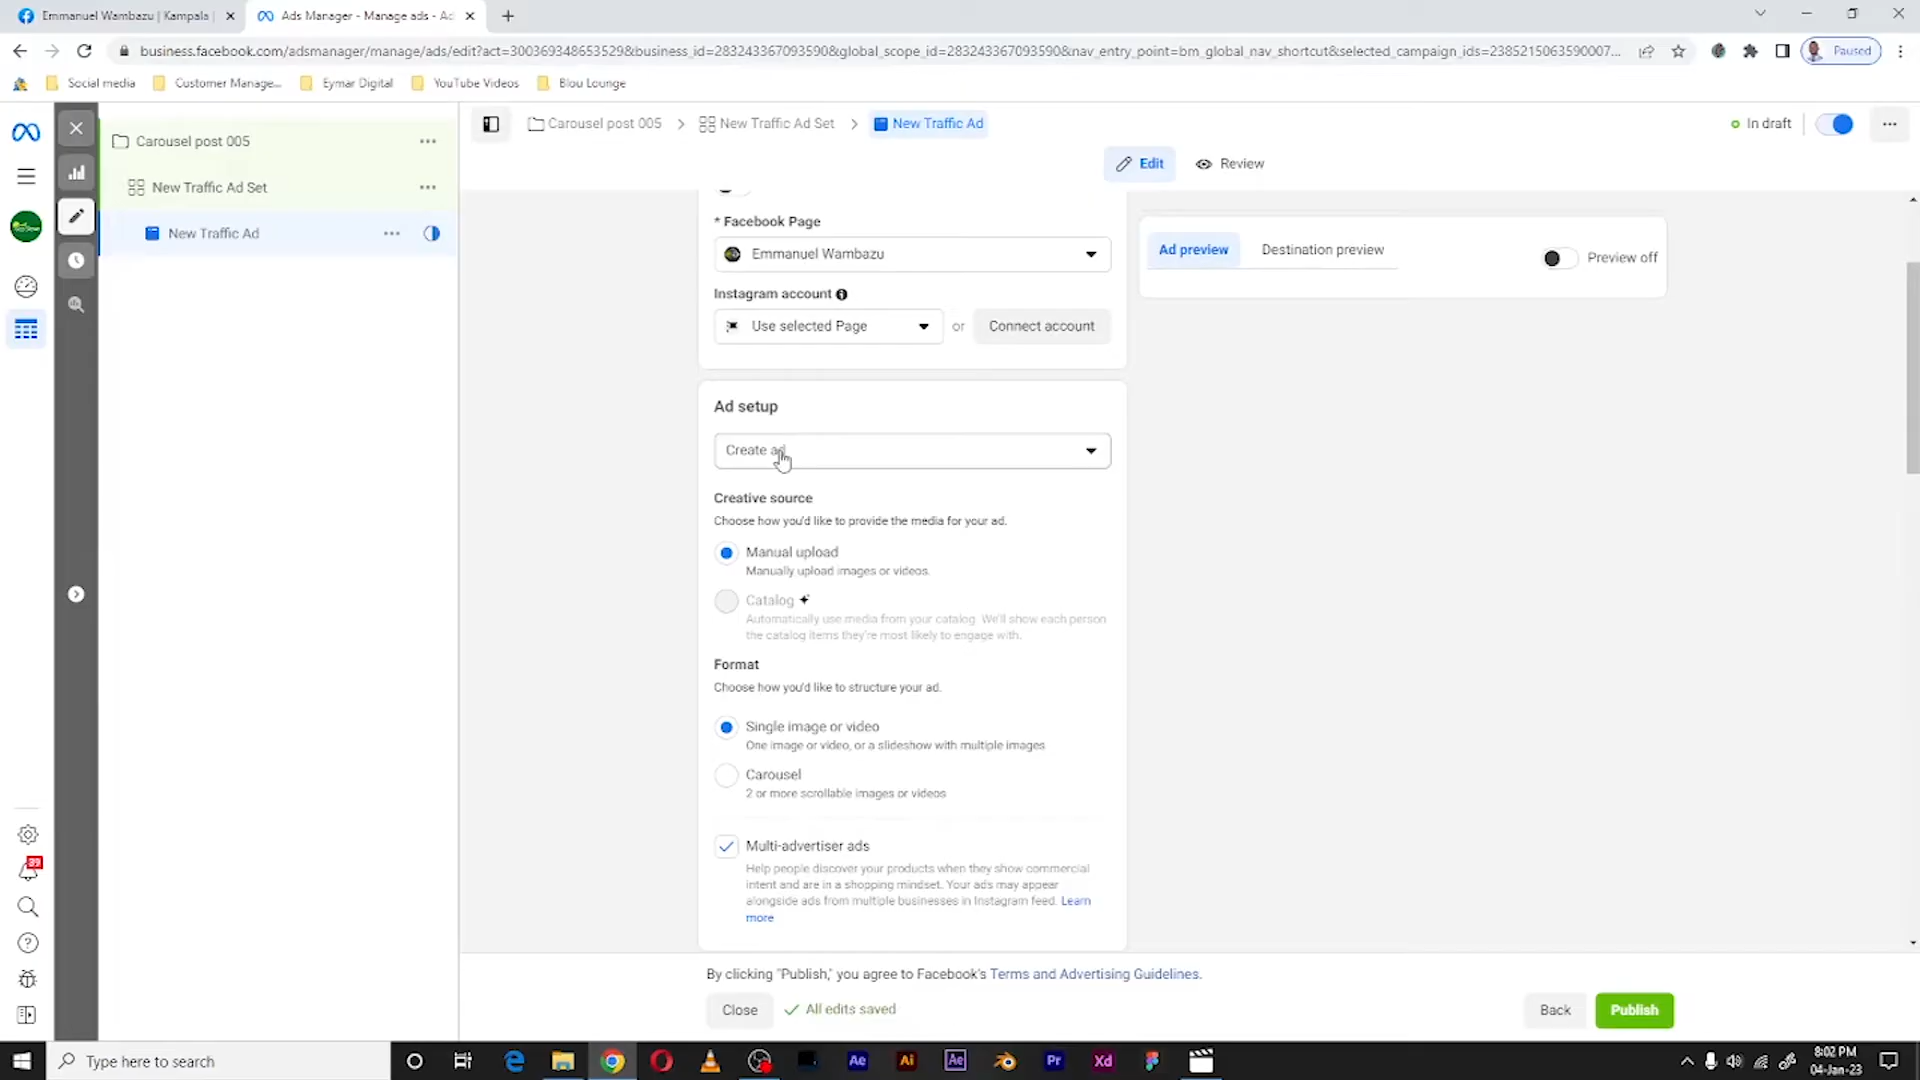 Emmanuel Wambazu | Kampala
Ads Manager - Manage ads - Ad
business.facebook.com/adsmanager/manage/ads/edit?act=300369348653529&business_id=283243367093590&global_scope_id=283243367093590&nav_entry_point=bm_global_nav_shortcut&selected_campaign_ids=2385215063590007...
Paused
Social media
Customer Manage...
Eymar Digital
YouTube Videos
Blou Lounge
Carousel post 005
New Traffic Ad Set
New Traffic Ad
39
Carousel post 005 > New Traffic Ad Set > New Traffic Ad
In draft
Edit
Review
* Facebook Page
Emmanuel Wambazu
Instagram account
Use selected Page
or
Connect account
Ad setup
Create ad
Creative source
Choose how you'd like to provide the media for your ad.
Manual upload
Manually upload images or videos.
Catalog
Automatically use media from your catalog. We'll show each person
the catalog items they're most likely to engage with.
Format
Choose how you'd like to structure your ad.
Single image or video
One image or video, or a slideshow with multiple images
Carousel
2 or more scrollable images or videos
Multi-advertiser ads
Help people discover your products when they show commercial
intent and are in a shopping mindset. Your ads may appear
alongside ads from multiple businesses in Instagram feed. Learn
more
Ad preview
Destination preview
Preview off
By clicking "Publish," you agree to Facebook's Terms and Advertising Guidelines.
Close
All edits saved
Back
Publish
Type here to search
Ae
Ai
Ae
Pr
Xd
8:02 PM
04-Jan-23